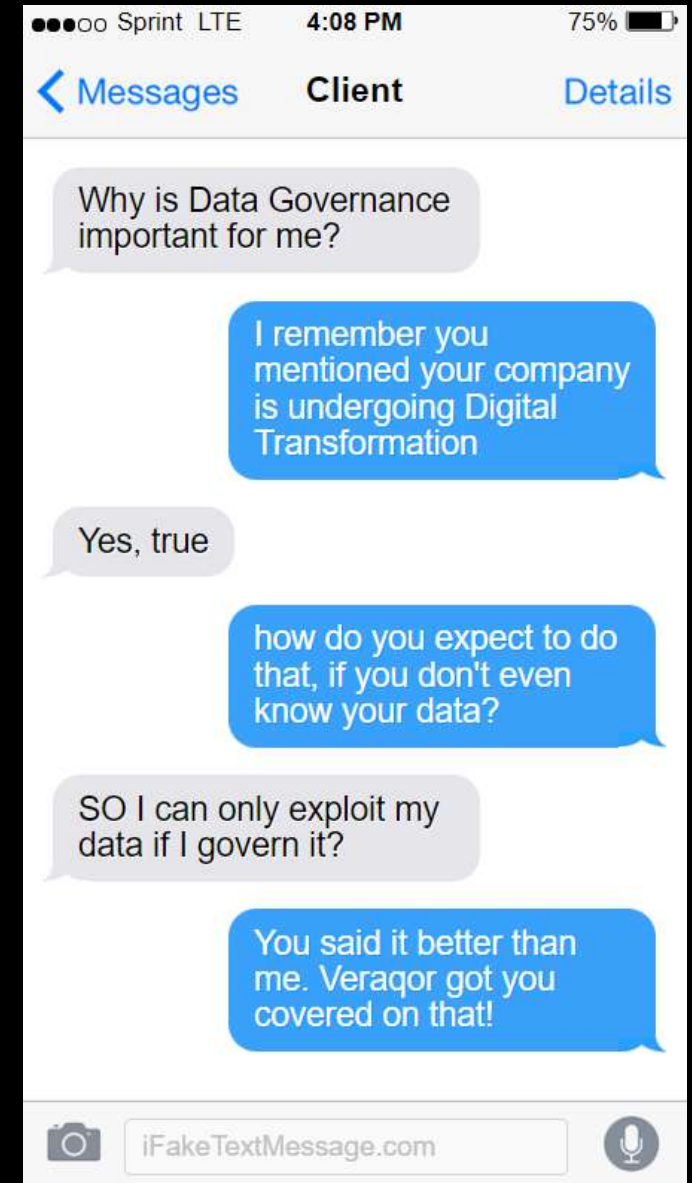 Sprint LTE 4:08 PM 75%
Messages Client Details
Why is Data Governance
important for me?
I remember you
mentioned your company
is undergoing Digital
Transformation
Yes, true
how do you expect to do
that, if you don't even
know your data?
SO I can only exploit my
data if I govern it?
You said it better than
me. Veraqor got you
covered on that!
iFakeTextMessage.com